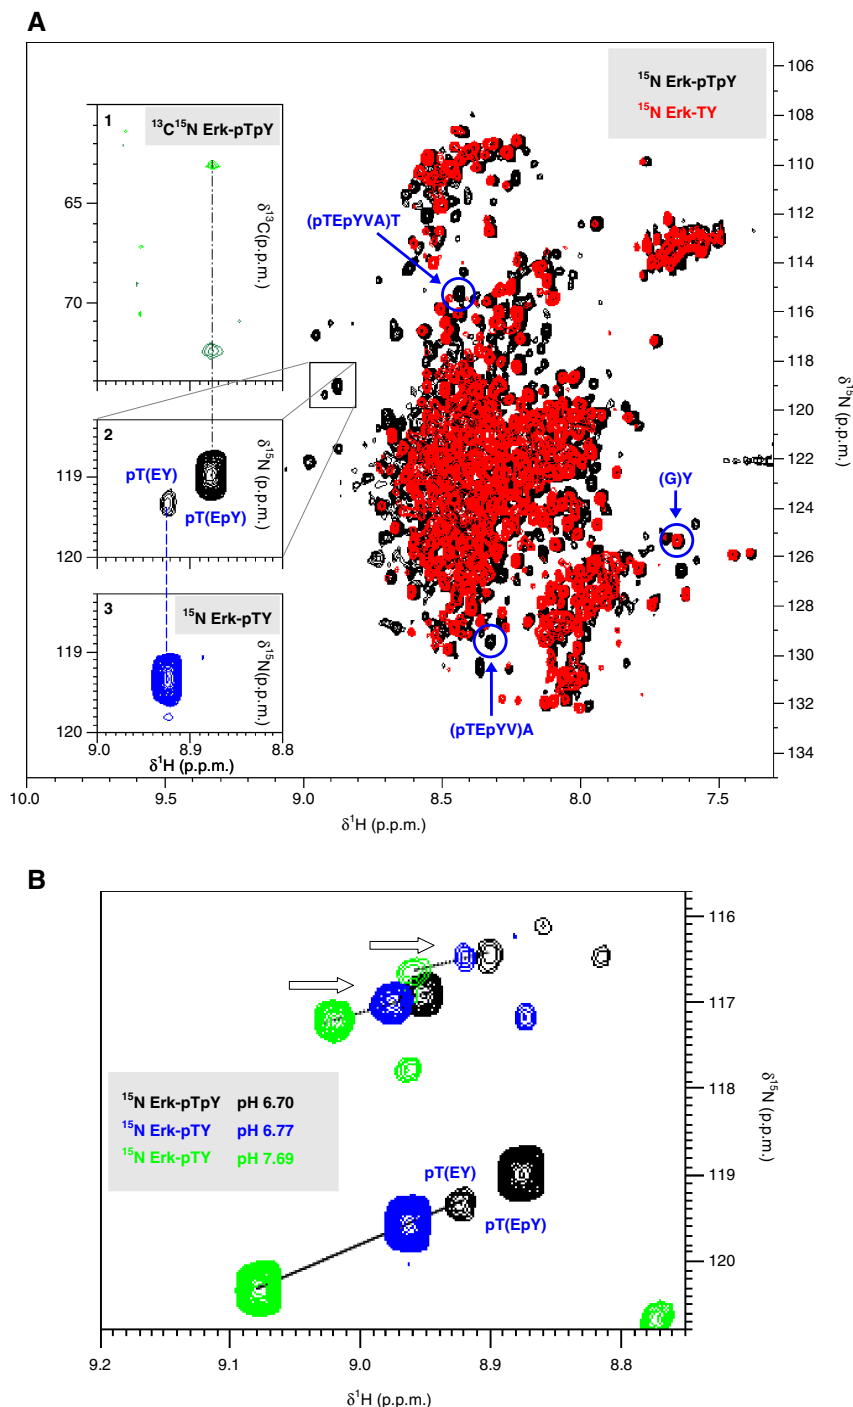 A
1
¹³C¹⁵N Erk-pTpY
65
70
δ¹³C(p.p.m.)
2
pT(EY)
pT(EpY)
119
120
δ¹⁵N (p.p.m.)
3
¹⁵N Erk-pTY
119
120
δ¹⁵N(p.p.m.)
9.0 8.9 8.8
δ¹H (p.p.m.)
¹⁵N Erk-pTpY
¹⁵N Erk-TY
(pTEpYVA)T
(G)Y
(pTEpYV)A
106
108
110
112
114
116
118
120
122
124
126
128
130
132
134
δ¹⁵N (p.p.m.)
10.0 9.5 9.0 8.5 8.0 7.5
δ¹H (p.p.m.)
B
¹⁵N Erk-pTpY pH 6.70
¹⁵N Erk-pTY pH 6.77
¹⁵N Erk-pTY pH 7.69
pT(EY)
pT(EpY)
116
117
118
119
120
δ¹⁵N (p.p.m.)
9.2 9.1 9.0 8.9 8.8
δ¹H (p.p.m.)